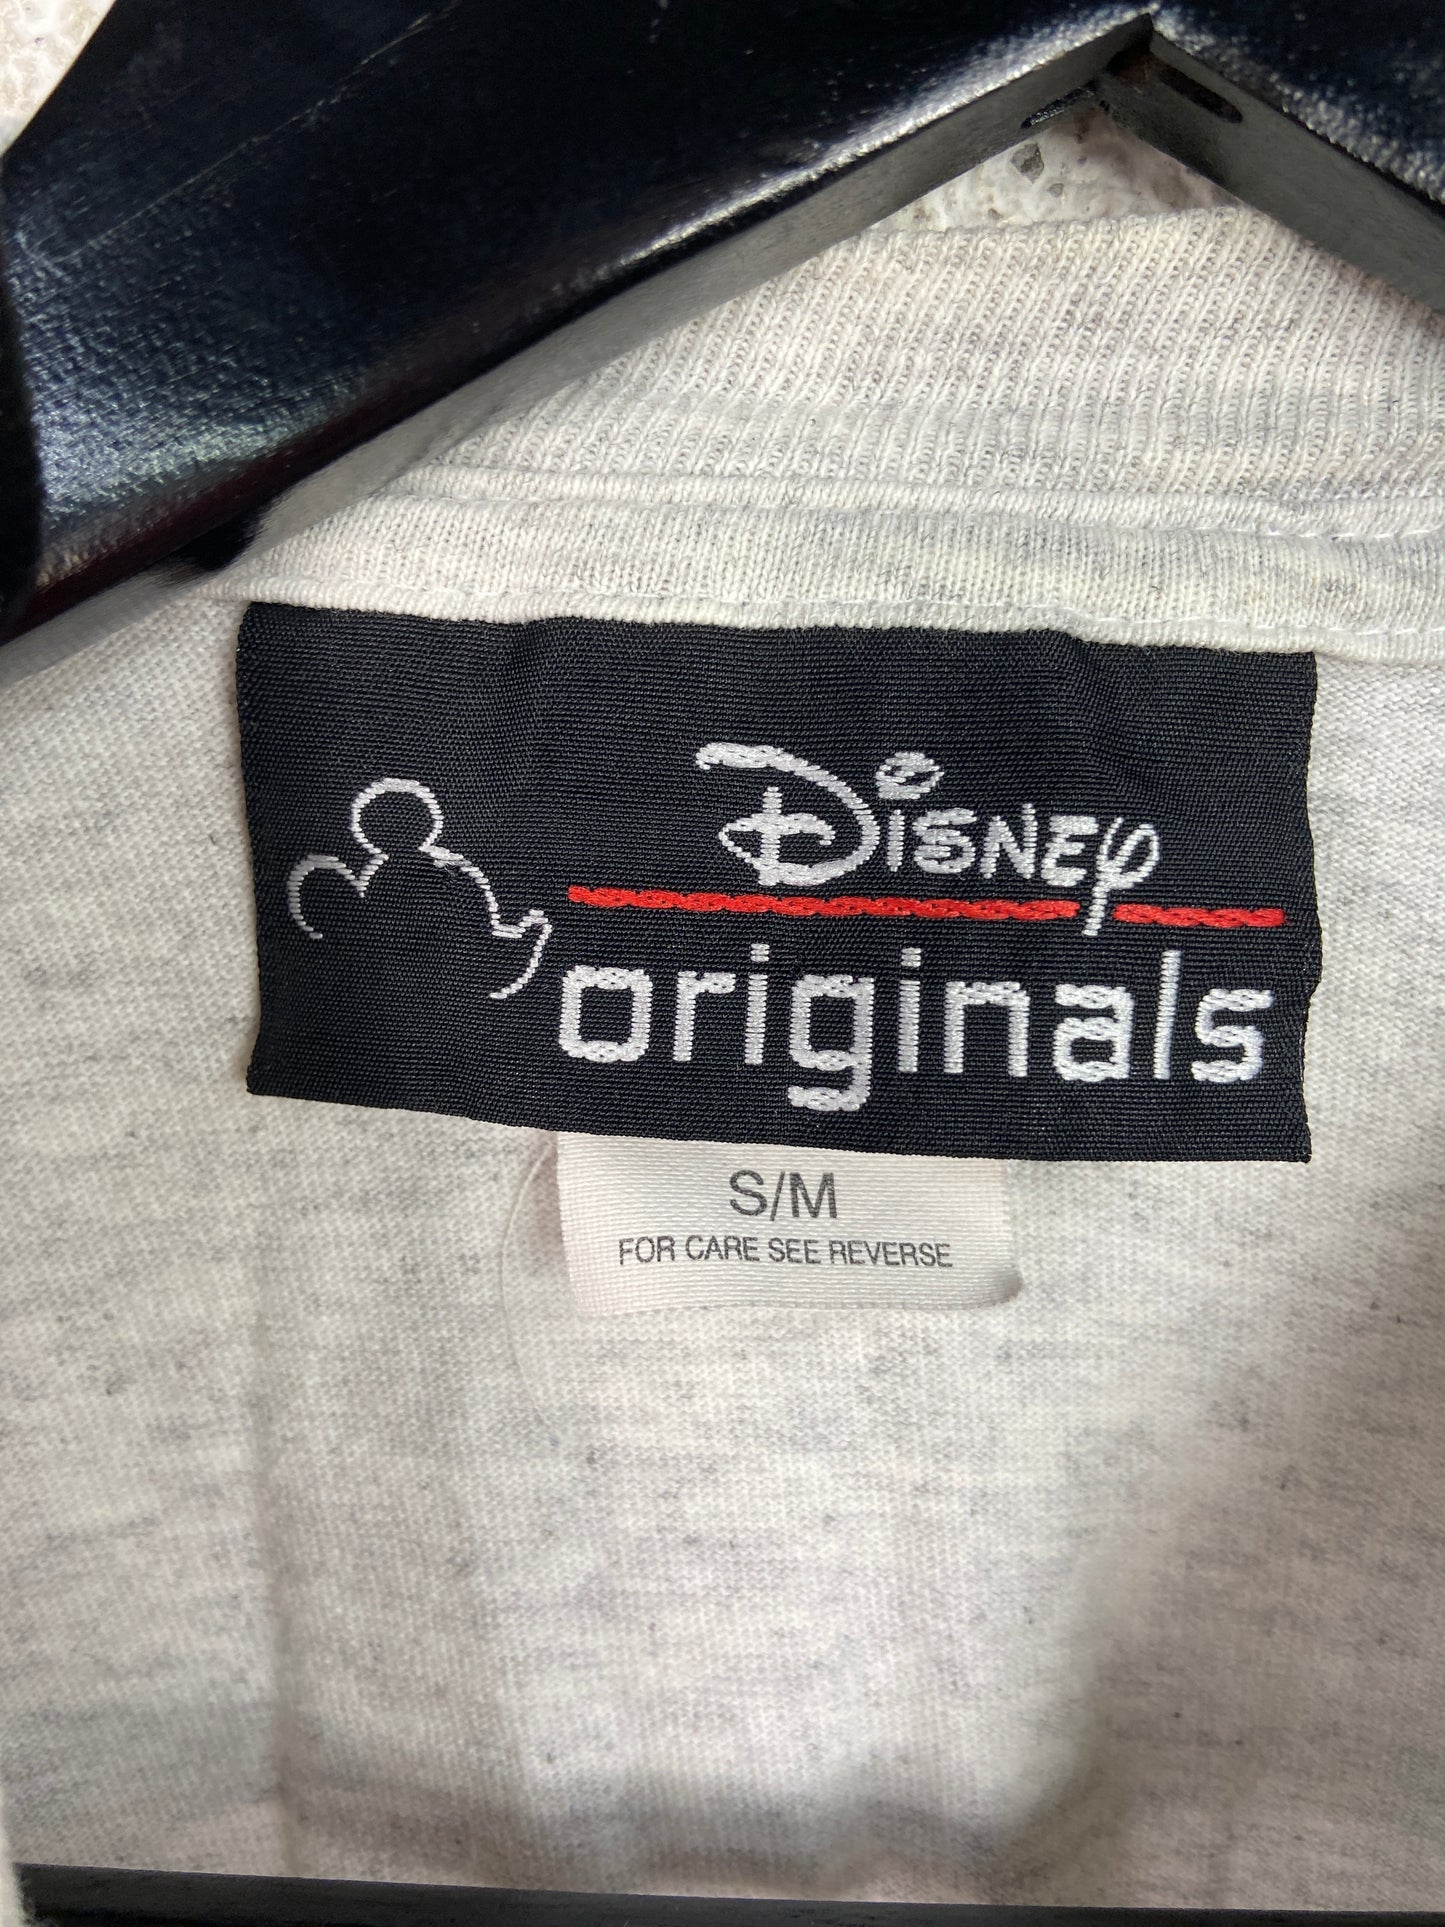 Disney
originals
S/M
FOR CARE SEE REVERSE